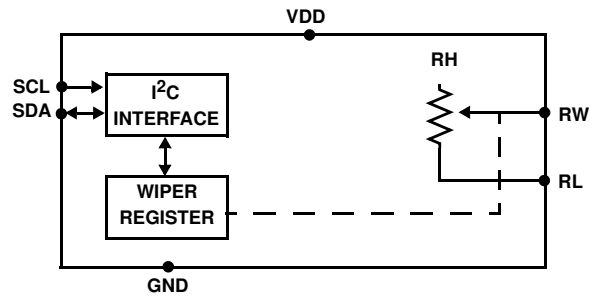 VDD
RH
SCL
SDA
I²C
INTERFACE
RW
WIPER
REGISTER
RL
GND